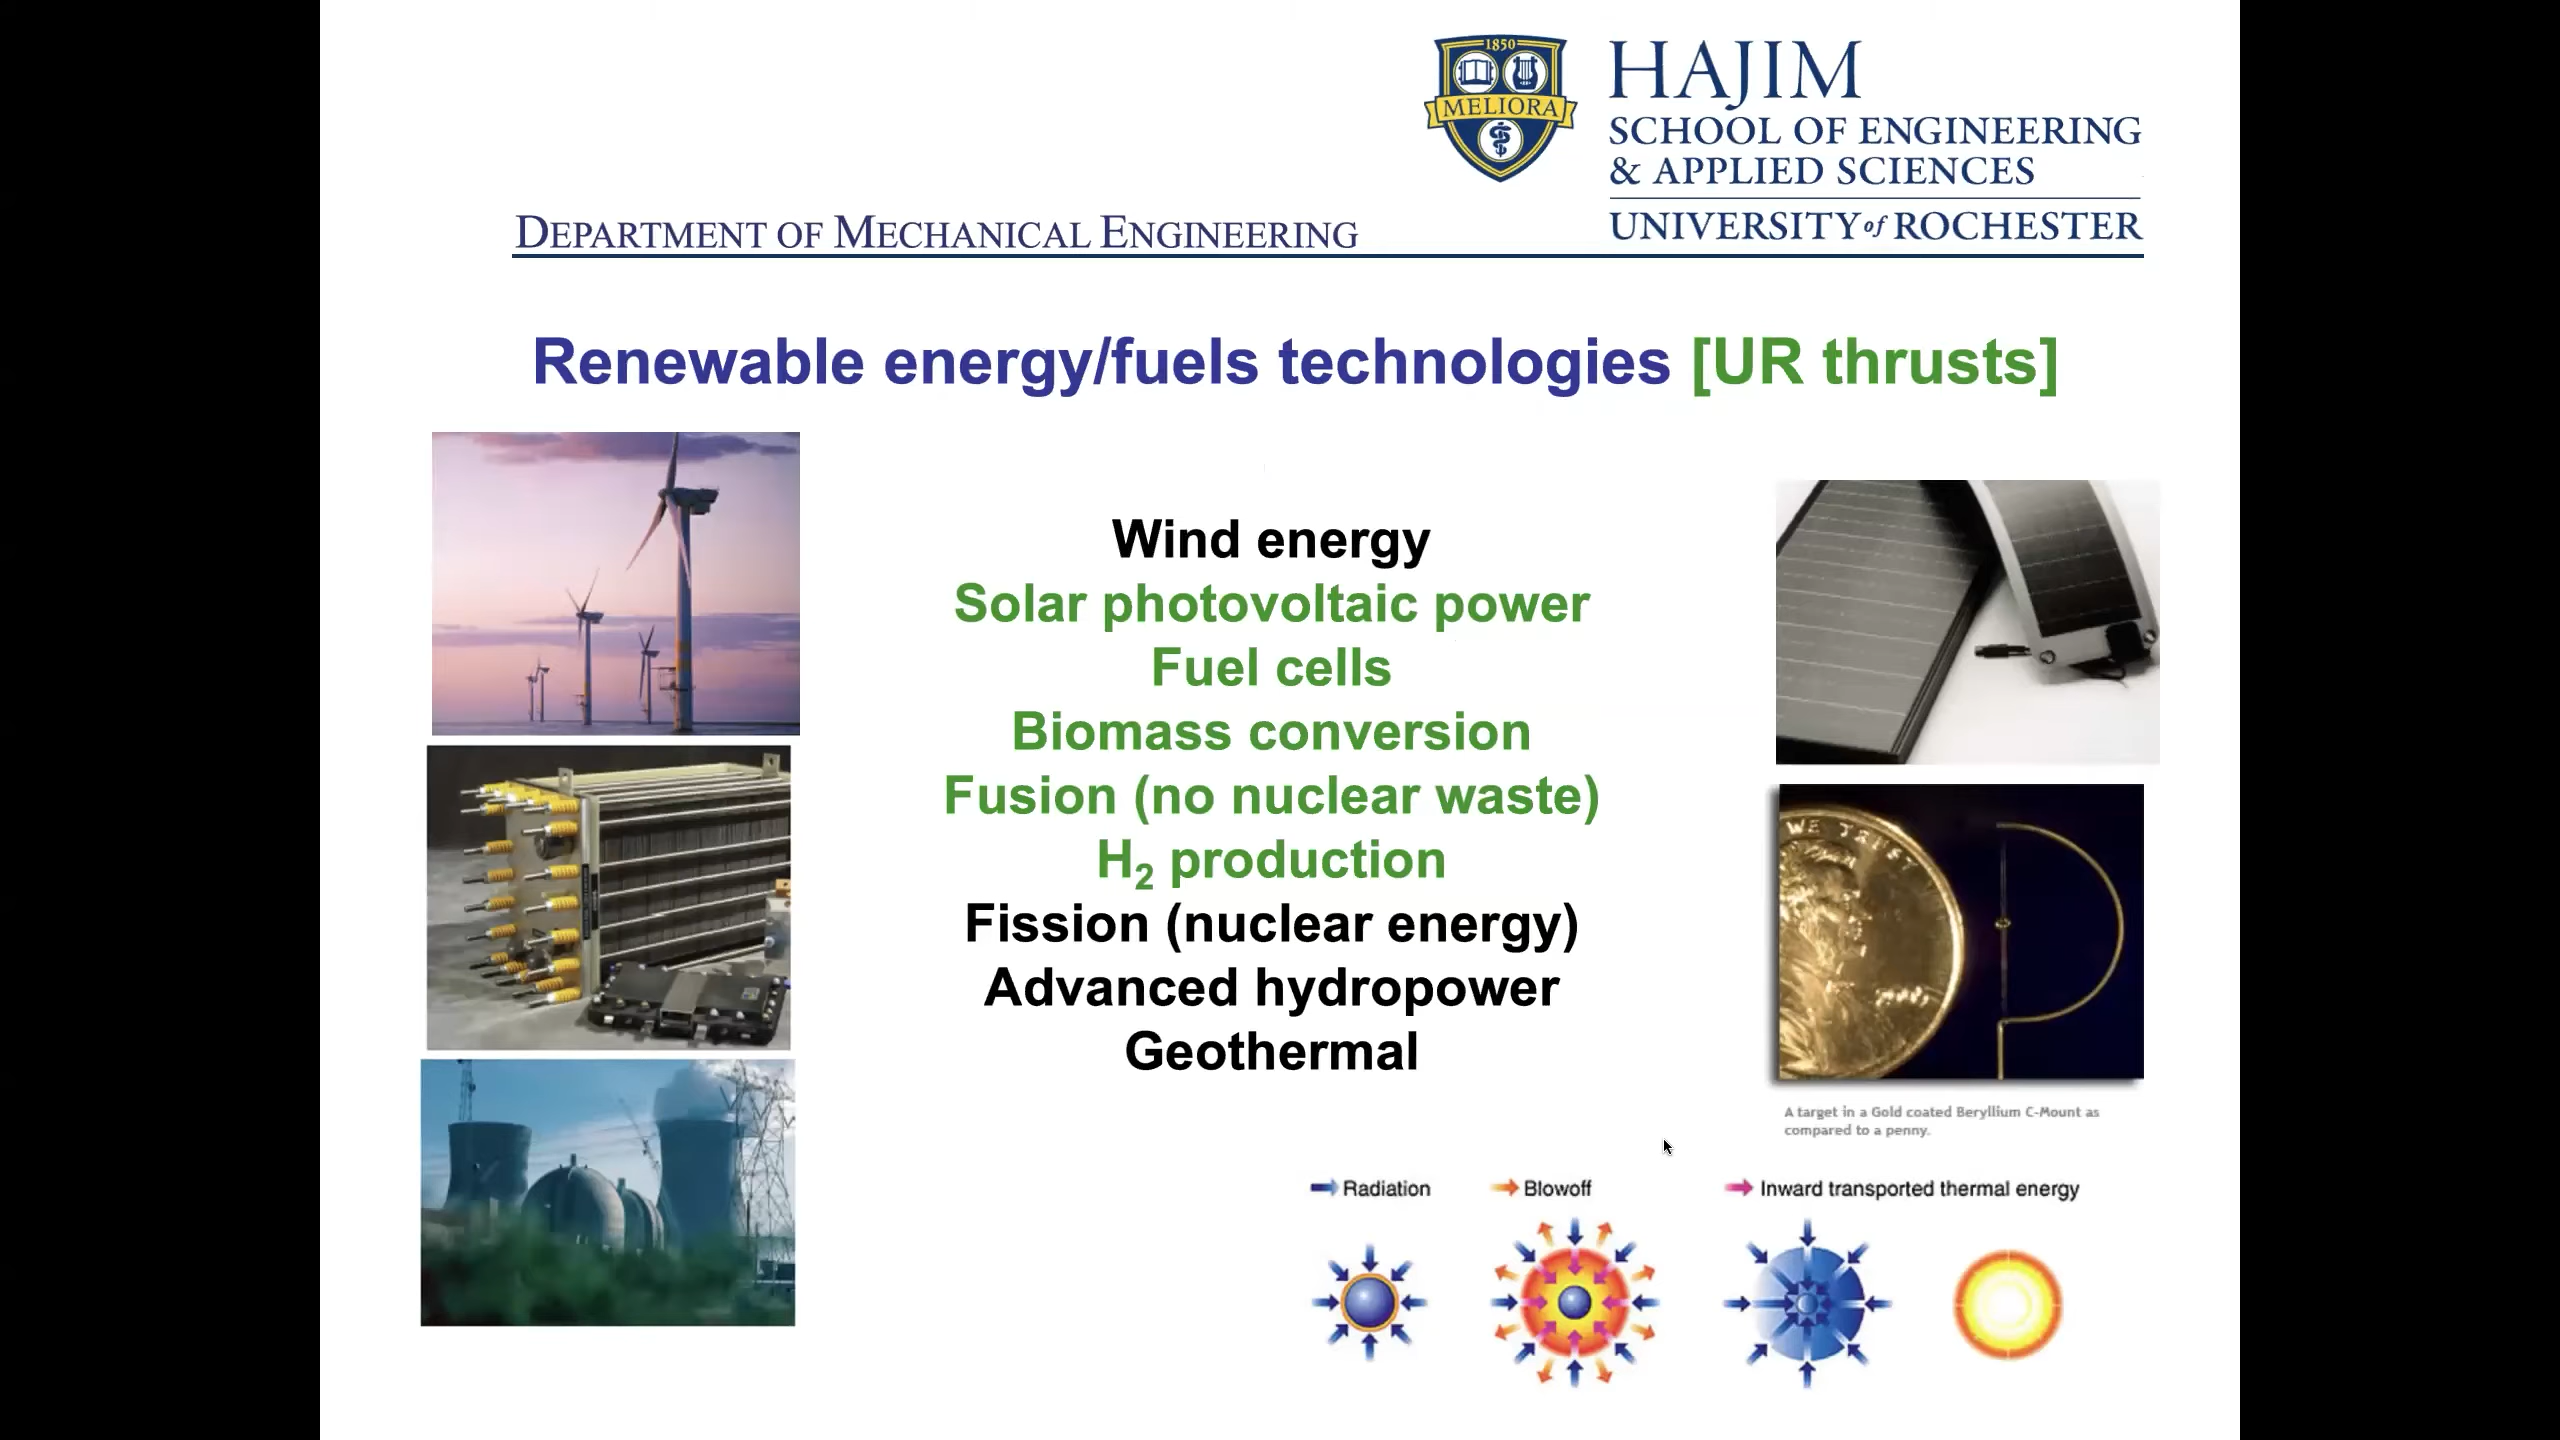 1850
MELIORA
HAJIM
SCHOOL OF ENGINEERING
& APPLIED SCIENCES
UNIVERSITY of ROCHESTER
DEPARTMENT OF MECHANICAL ENGINEERING
Renewable energy/fuels technologies [UR thrusts]
Wind energy
Solar photovoltaic power
Fuel cells
Biomass conversion
Fusion (no nuclear waste)
H₂ production
Fission (nuclear energy)
Advanced hydropower
Geothermal
WE TRUST
A target in a Gold coated Beryllium C-Mount as
compared to a penny.
Radiation
Blowoff
Inward transported thermal energy